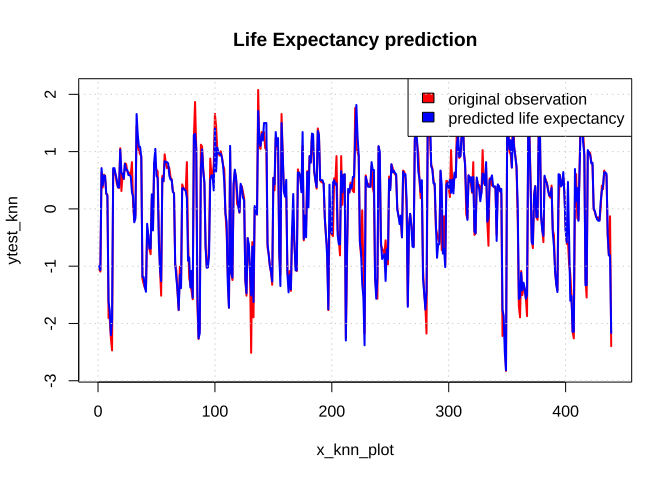 Life Expectancy prediction
original observation
predicted life expectancy
ytest_knn
2
1
0
-1
-2
-3
0 100 200 300 400
x_knn_plot